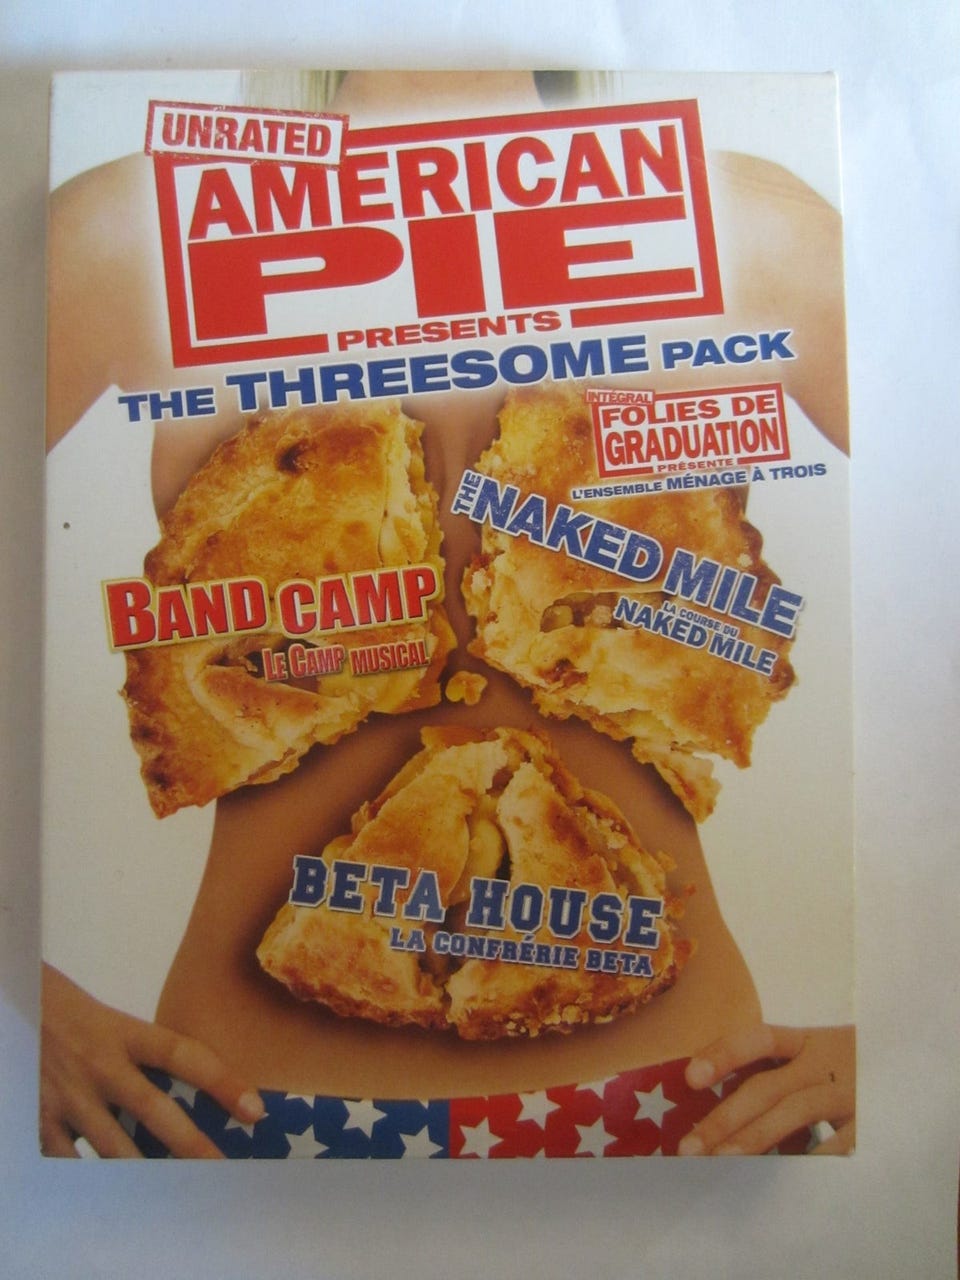 UNRATED
AMERICAN
PIE
PRESENTS
THE THREESOME PACK
INTÉGRAL
FOLIES DE
GRADUATION
PRÉSENTE
L'ENSEMBLE MÉNAGE À TROIS
THE NAKED MILE
LA COURSE DU
NAKED MILE
BAND CAMP
LE CAMP MUSICAL
BETA HOUSE
LA CONFRÉRIE BETA